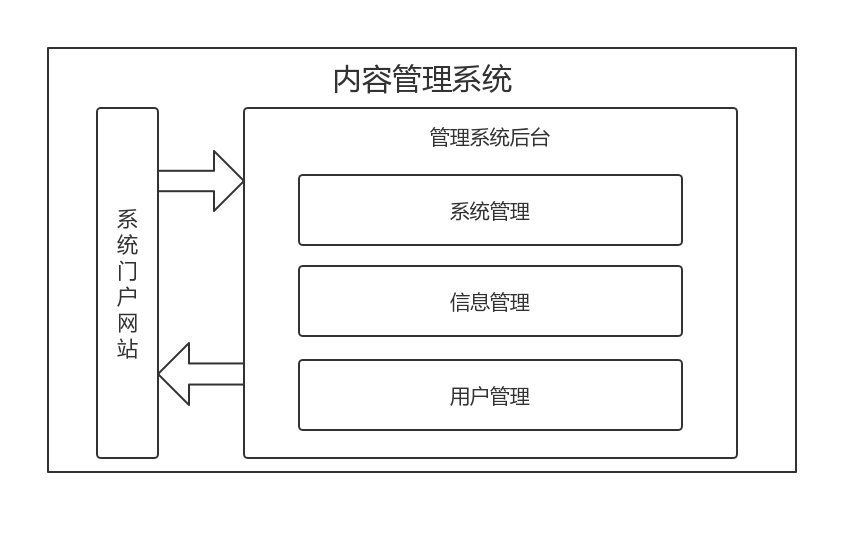 内容管理系统
管理系统后台
系统管理
信息管理
用户管理
系统门户网站